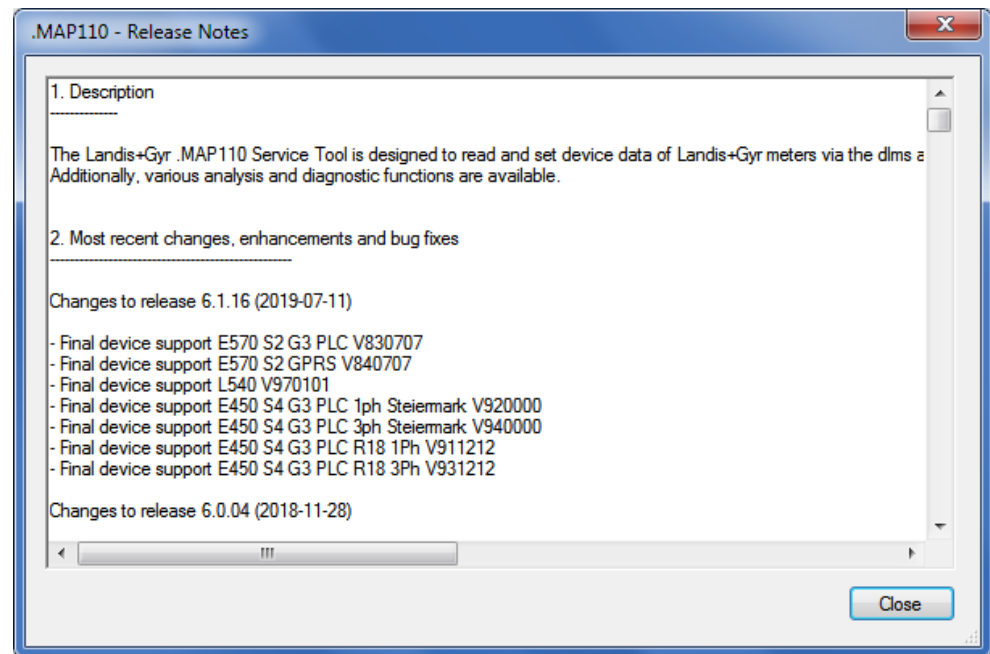 .MAP110 - Release Notes
1. Description
--------------
The Landis+Gyr .MAP110 Service Tool is designed to read and set device data of Landis+Gyr meters via the dlms a
Additionally, various analysis and diagnostic functions are available.
2. Most recent changes, enhancements and bug fixes
--------------------------------------------------
Changes to release 6.1.16 (2019-07-11)
- Final device support E570 S2 G3 PLC V830707
- Final device support E570 S2 GPRS V840707
- Final device support L540 V970101
- Final device support E450 S4 G3 PLC 1ph Steiermark V920000
- Final device support E450 S4 G3 PLC 3ph Steiermark V940000
- Final device support E450 S4 G3 PLC R18 1Ph V911212
- Final device support E450 S4 G3 PLC R18 3Ph V931212
Changes to release 6.0.04 (2018-11-28)
Close